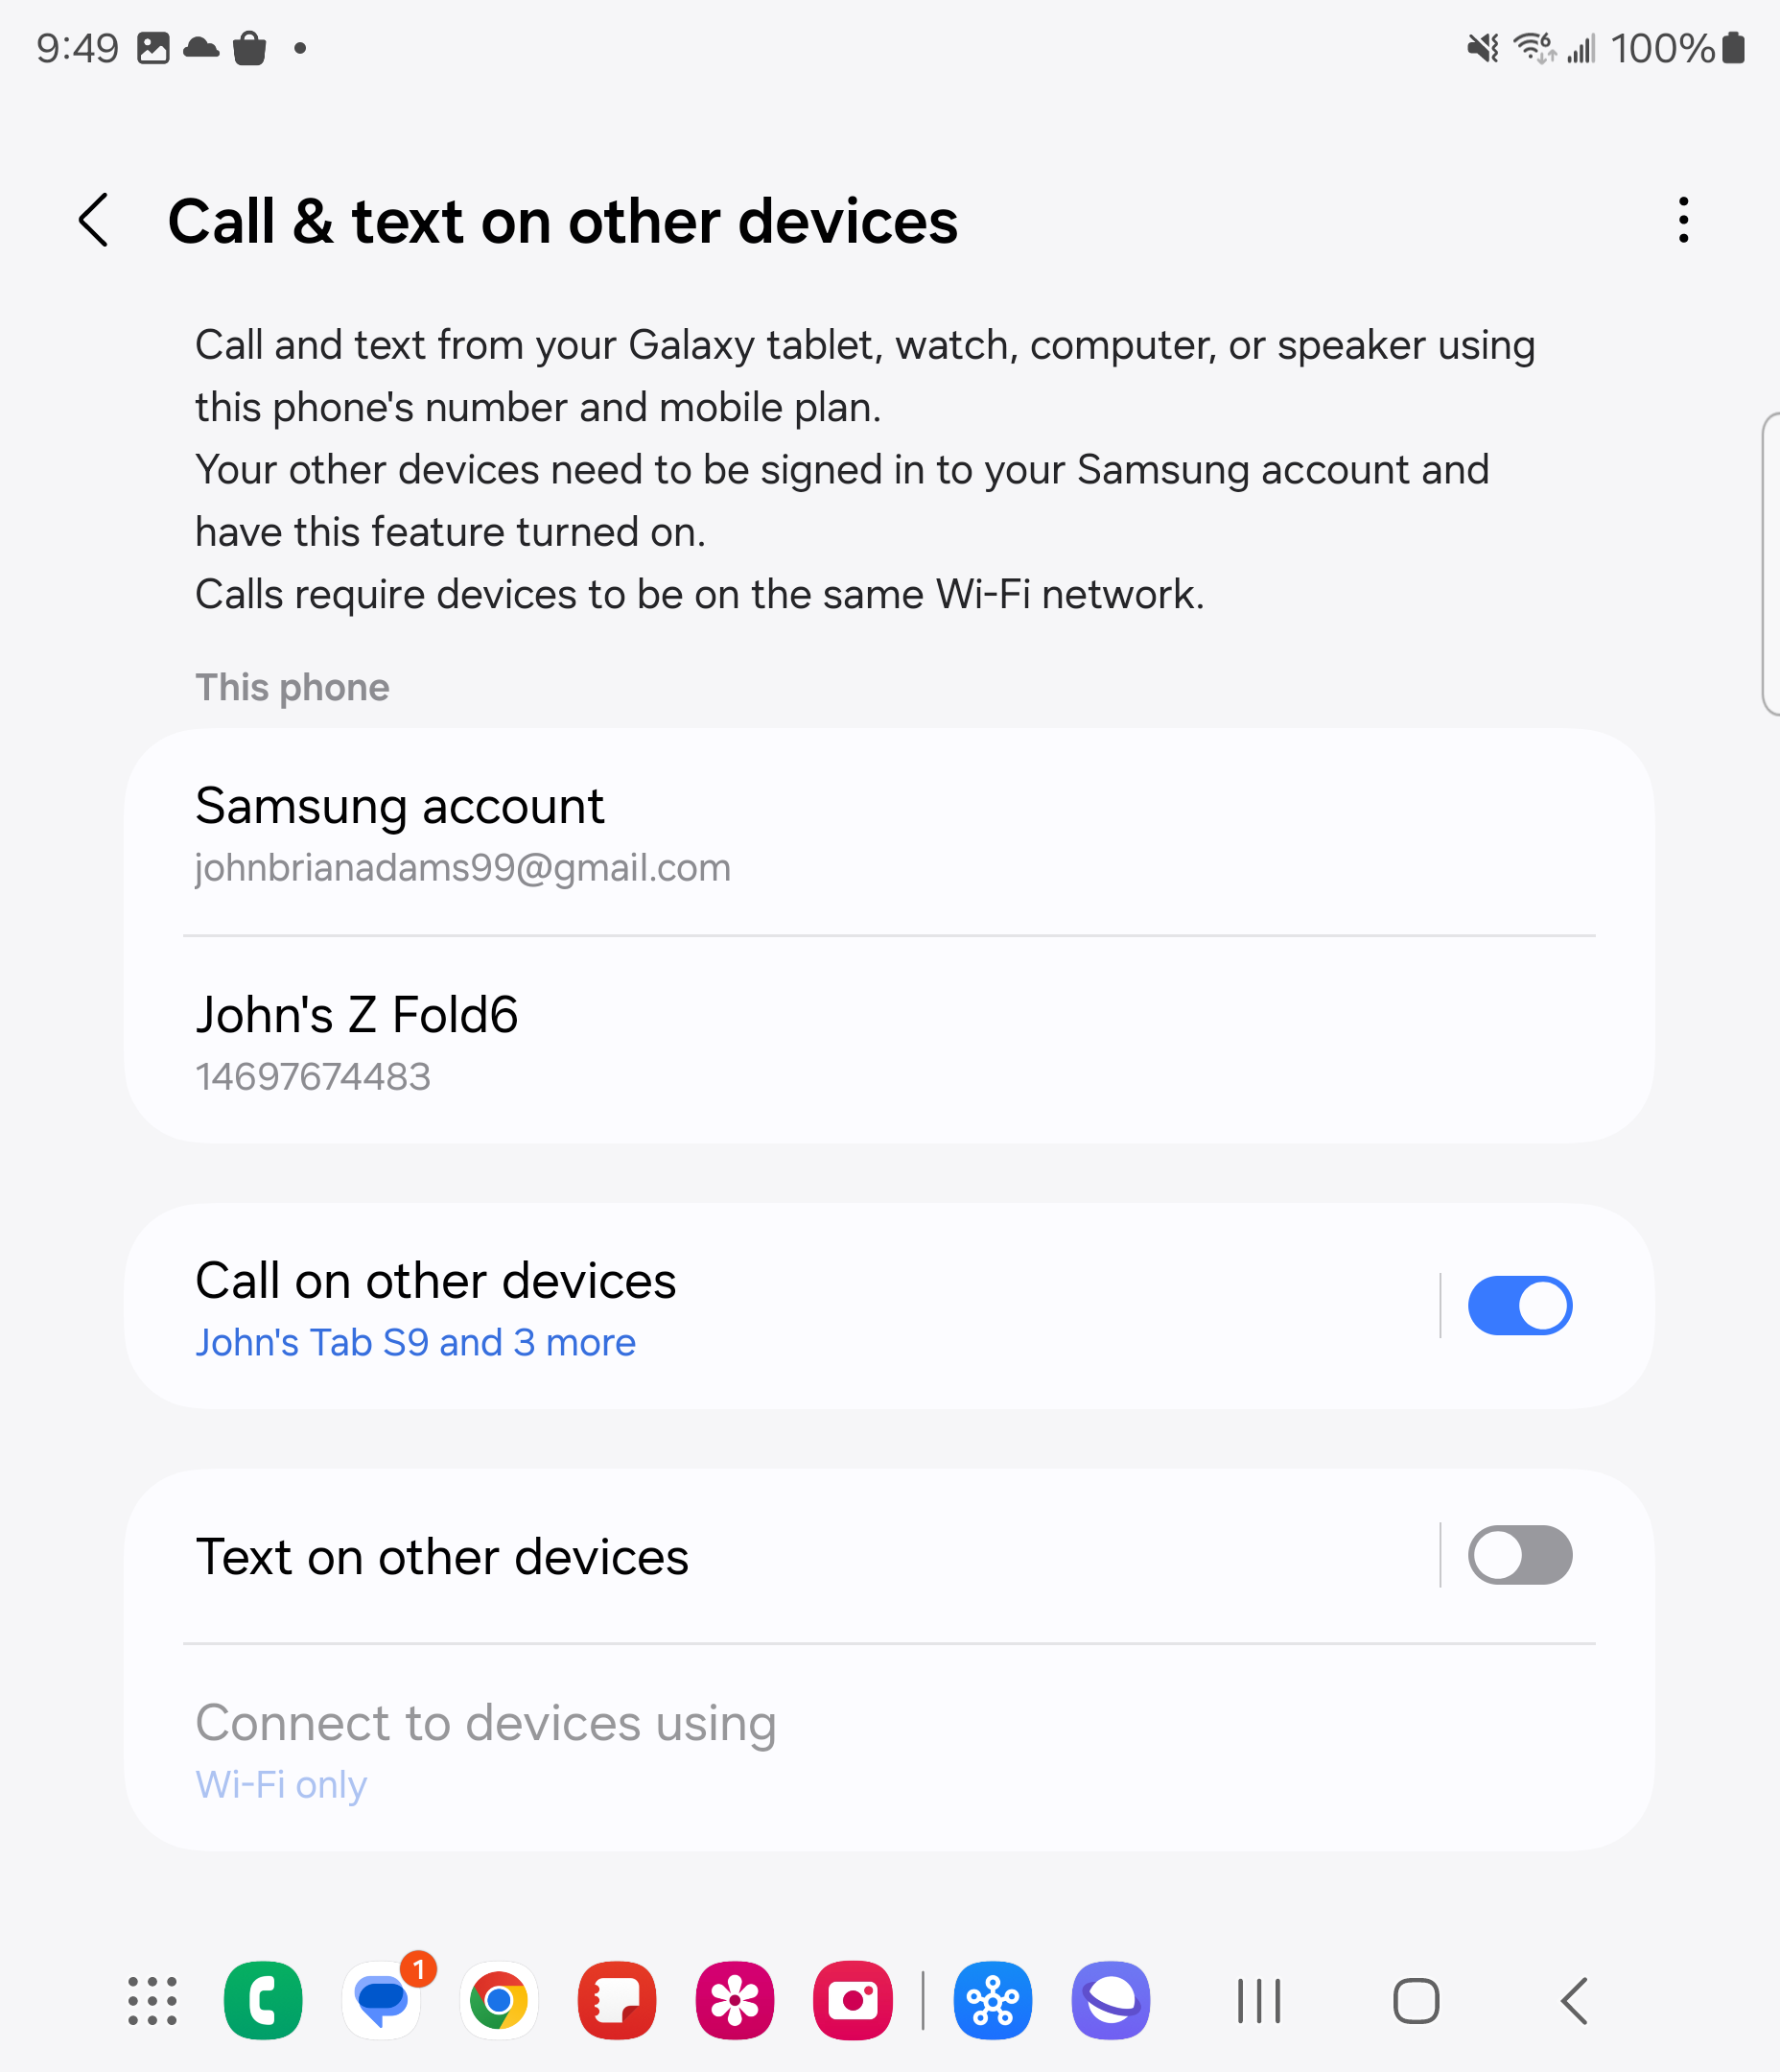 9:49
100%
Call & text on other devices
Call and text from your Galaxy tablet, watch, computer, or speaker using
this phone's number and mobile plan.
Your other devices need to be signed in to your Samsung account and
have this feature turned on.
Calls require devices to be on the same Wi-Fi network.
This phone
Samsung account
johnbrianadams99@gmail.com
John's Z Fold6
14697674483
Call on other devices
John's Tab S9 and 3 more
Text on other devices
Connect to devices using
Wi-Fi only
1